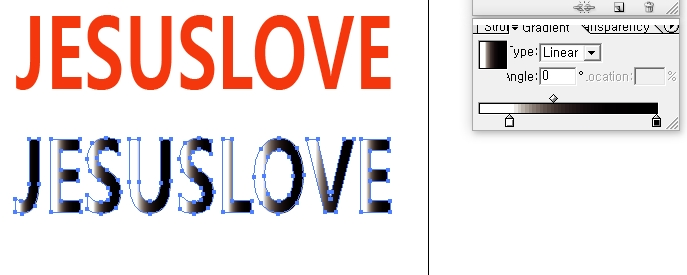 JESUSLOVE
JESUSLOVE
Gradient
Type: Linear
Angle: 0 ° Location: %